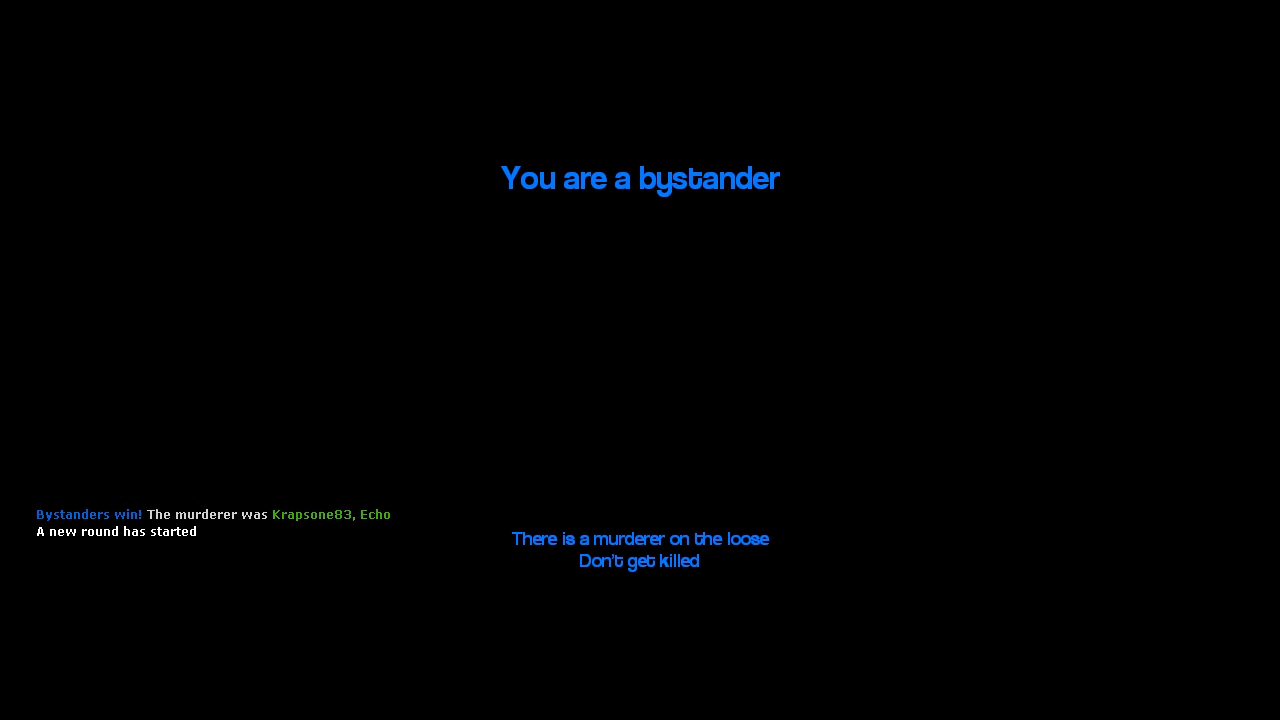 You are a bystander
Bystanders win! The murderer was Krapsone83, Echo
A new round has started
There is a murderer on the loose
Don't get killed